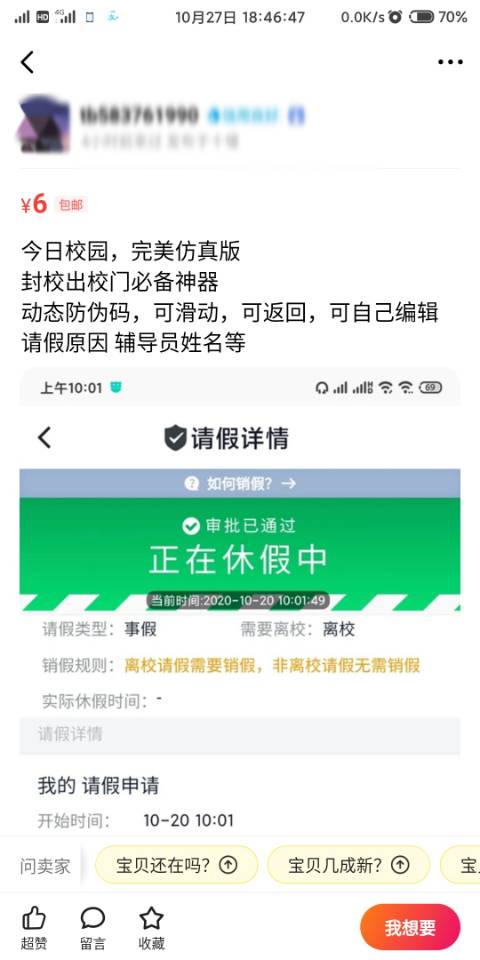 HD 4G 10月27日 18:46:47 0.0K/s 70%
tb583761990
¥6 包邮
今日校园，完美仿真版
封校出校门必备神器
动态防伪码，可滑动，可返回，可自己编辑
请假原因 辅导员姓名等
上午10:01 69
请假详情
如何销假？
审批已通过
正在休假中
当前时间:2020-10-20 10:01:49
请假类型： 事假 需要离校： 离校
销假规则： 离校请假需要销假，非离校请假无需销假
实际休假时间： -
请假详情
我的 请假申请
开始时间： 10-20 10:01
问卖家 宝贝还在吗？ 宝贝几成新？ 宝
超赞 留言 收藏 我想要